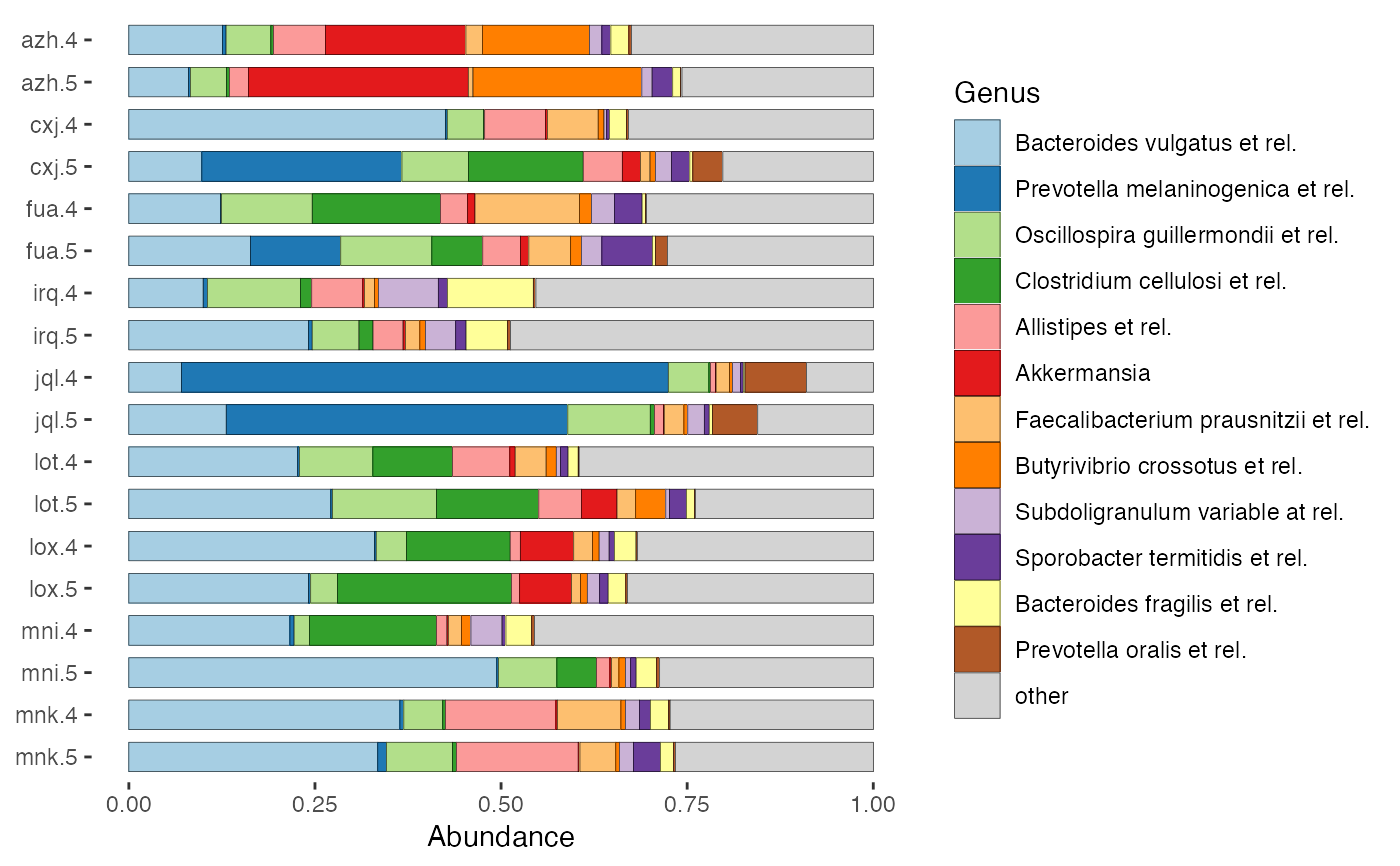 azh.4
azh.5
cxj.4
cxj.5
fua.4
fua.5
irq.4
irq.5
jql.4
jql.5
lot.4
lot.5
lox.4
lox.5
mni.4
mni.5
mnk.4
mnk.5
0.00 0.25 0.50 0.75 1.00
Abundance
Genus
Bacteroides vulgatus et rel.
Prevotella melaninogenica et rel.
Oscillospira guillermondii et rel.
Clostridium cellulosi et rel.
Allistipes et rel.
Akkermansia
Faecalibacterium prausnitzii et rel.
Butyrivibrio crossotus et rel.
Subdoligranulum variable at rel.
Sporobacter termitidis et rel.
Bacteroides fragilis et rel.
Prevotella oralis et rel.
other